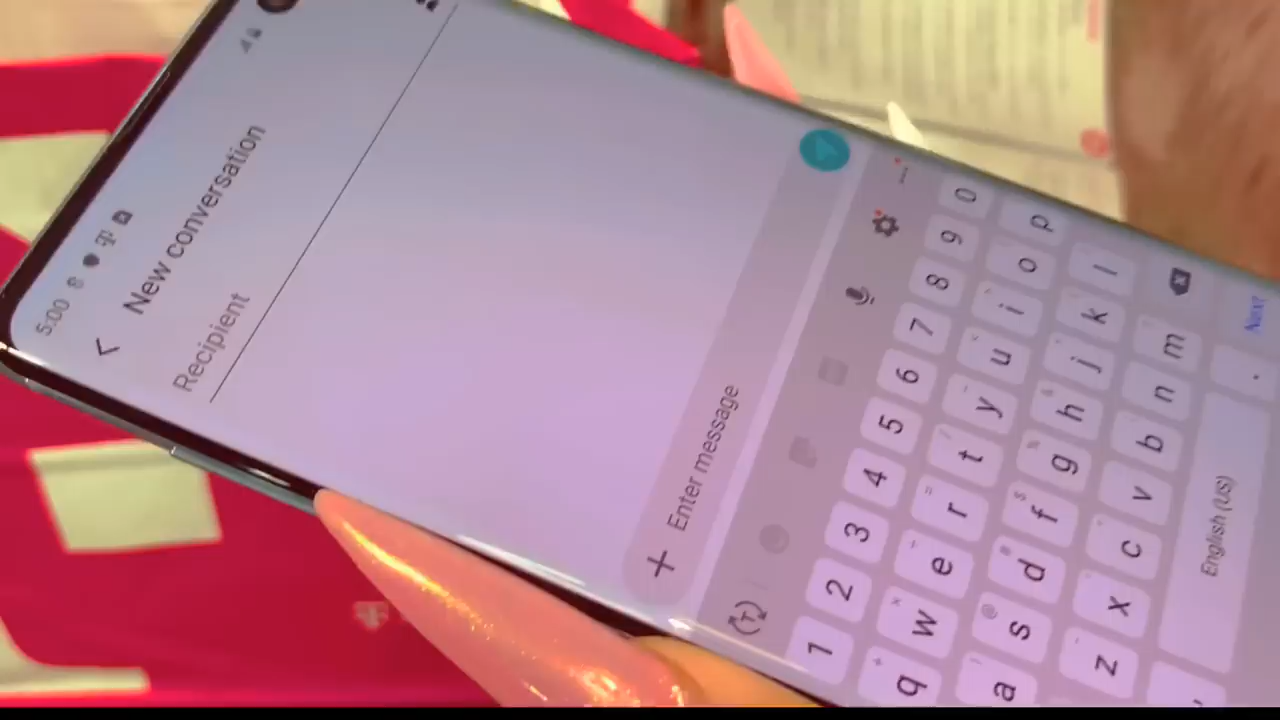 5:00
New conversation
Recipient
Enter message
1 2 3 4 5 6 7 8 9 0
q w e r t y u i o p
a s d f g h j k l
z x c v b n m
, English (US) . Next